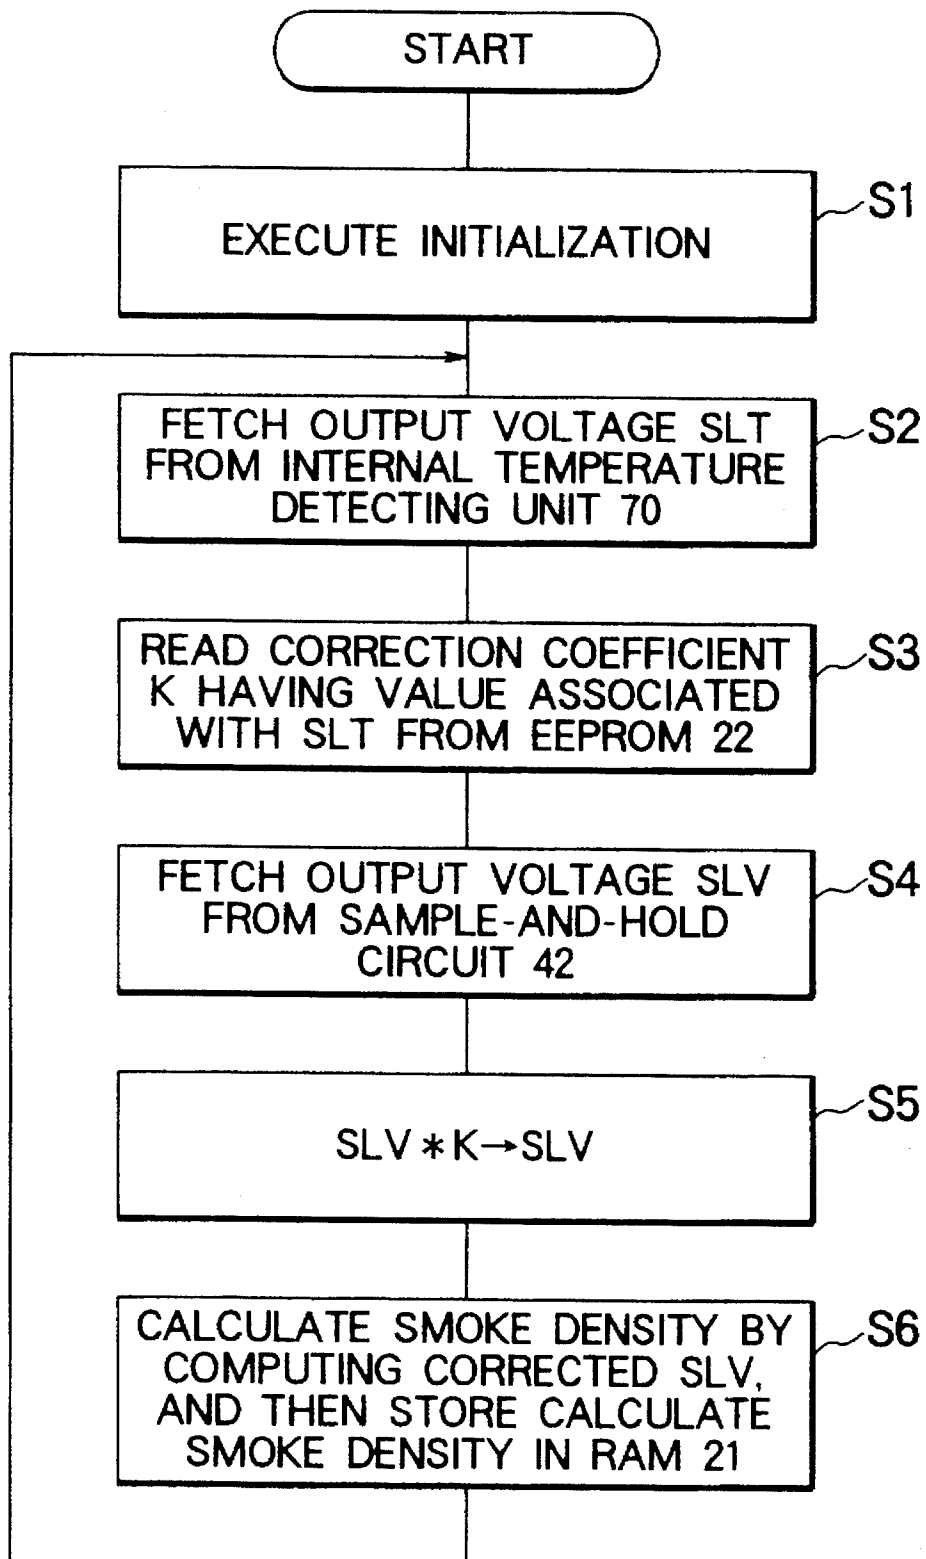 START
EXECUTE INITIALIZATION
S1
FETCH OUTPUT VOLTAGE SLT
FROM INTERNAL TEMPERATURE
DETECTING UNIT 70
S2
READ CORRECTION COEFFICIENT
K HAVING VALUE ASSOCIATED
WITH SLT FROM EEPROM 22
S3
FETCH OUTPUT VOLTAGE SLV
FROM SAMPLE-AND-HOLD
CIRCUIT 42
S4
SLV * K→SLV
S5
CALCULATE SMOKE DENSITY BY
COMPUTING CORRECTED SLV,
AND THEN STORE CALCULATE
SMOKE DENSITY IN RAM 21
S6